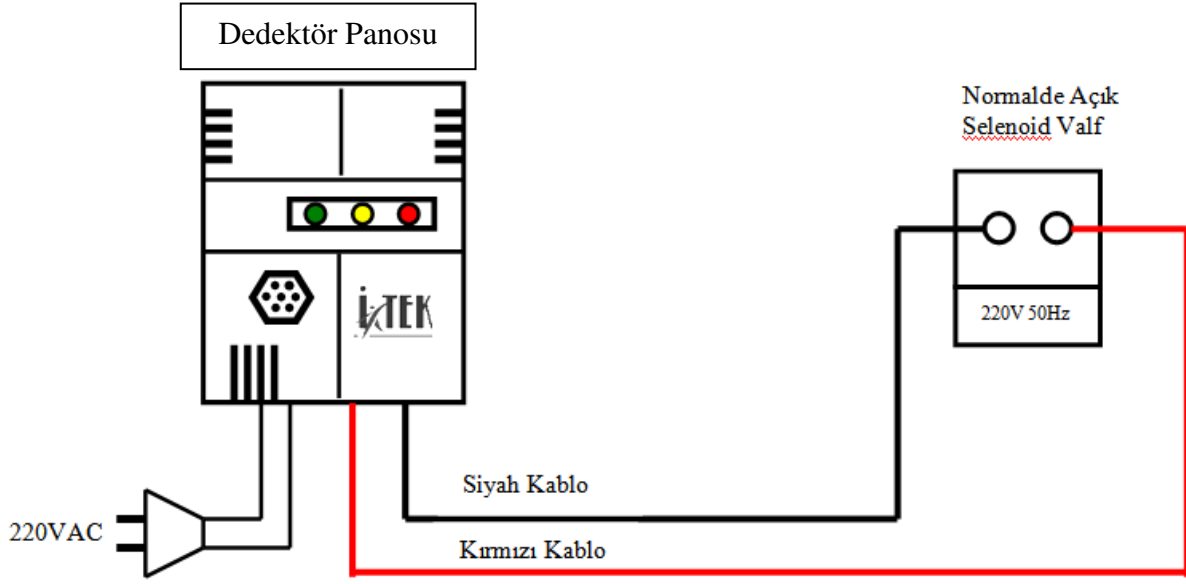 Dedektör Panosu
Normalde Açık
Selenoid Valf
İTEK
220V 50Hz
Siyah Kablo
220VAC
Kırmızı Kablo